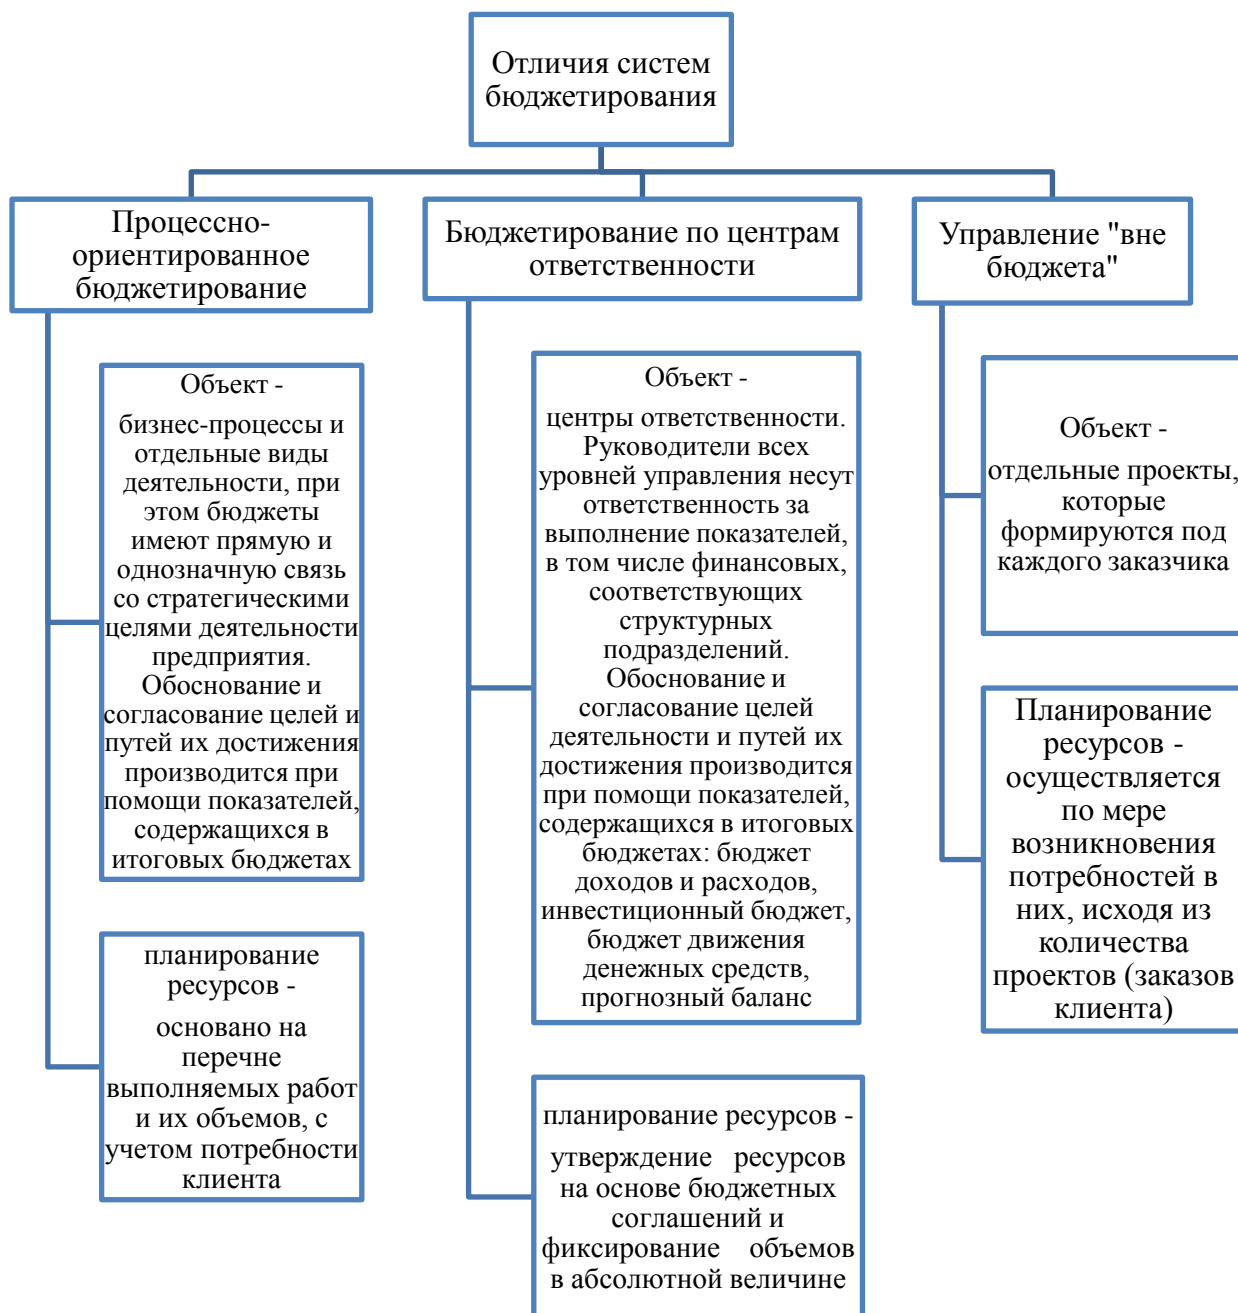 Отличия систем
бюджетирования
Процессно-
ориентированное
бюджетирование
Объект -
бизнес-процессы и
отдельные виды
деятельности, при
этом бюджеты
имеют прямую и
однозначную связь
со стратегическими
целями деятельности
предприятия.
Обоснование и
согласование целей и
путей их достижения
производится при
помощи показателей,
содержащихся в
итоговых бюджетах
планирование
ресурсов -
основано на
перечне
выполняемых работ
и их объемов, с
учетом потребности
клиента
Бюджетирование по центрам
ответственности
Объект -
центры ответственности.
Руководители всех
уровней управления несут
ответственность за
выполнение показателей,
в том числе финансовых,
соответствующих
структурных
подразделений.
Обоснование и
согласование целей
деятельности и путей их
достижения производится
при помощи показателей,
содержащихся в итоговых
бюджетах: бюджет
доходов и расходов,
инвестиционный бюджет,
бюджет движения
денежных средств,
прогнозный баланс
планирование ресурсов -
утверждение ресурсов
на основе бюджетных
соглашений и
фиксирование объемов
в абсолютной величине
Управление "вне
бюджета"
Объект -
отдельные проекты,
которые
формируются под
каждого заказчика
Планирование
ресурсов -
осуществляется
по мере
возникновения
потребностей в
них, исходя из
количества
проектов (заказов
клиента)